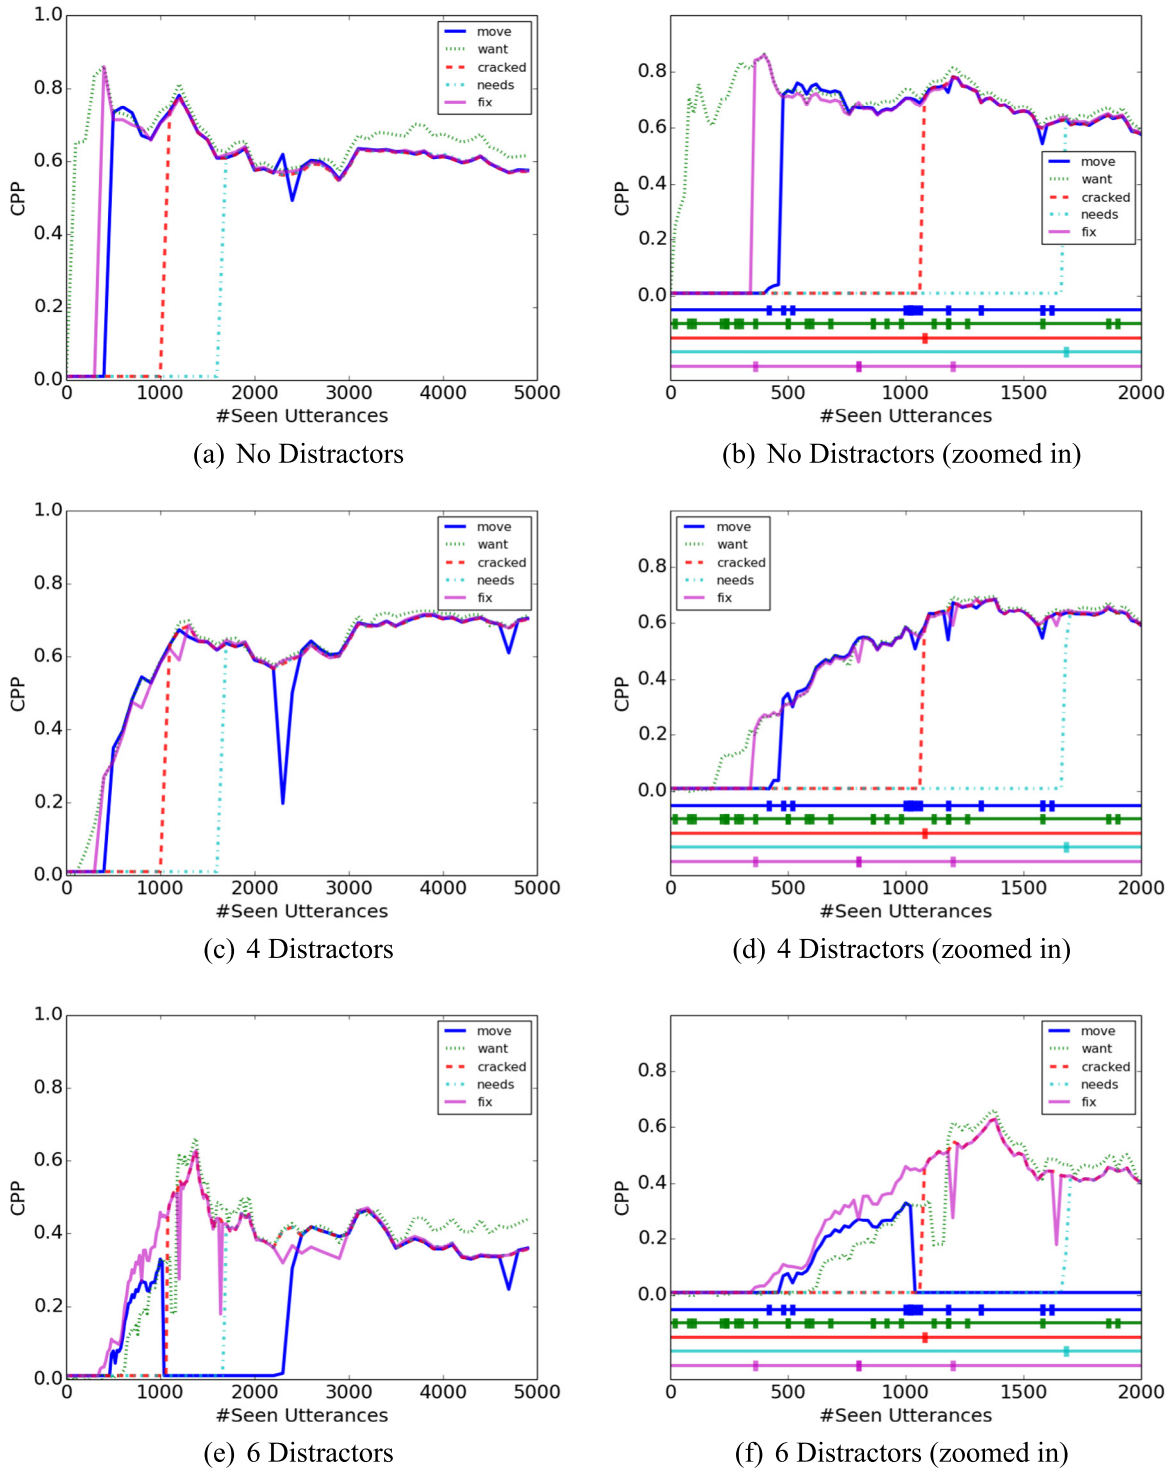 1.0
0.8
0.6
0.4
0.2
0.0
CPP
move
want
cracked
needs
fix
0 1000 2000 3000 4000 5000
#Seen Utterances
(a) No Distractors
0.8
0.6
0.4
0.2
0.0
CPP
move
want
cracked
needs
fix
0 500 1000 1500 2000
#Seen Utterances
(b) No Distractors (zoomed in)
1.0
0.8
0.6
0.4
0.2
0.0
CPP
move
want
cracked
needs
fix
0 1000 2000 3000 4000 5000
#Seen Utterances
(c) 4 Distractors
0.8
0.6
0.4
0.2
0.0
CPP
move
want
cracked
needs
fix
0 500 1000 1500 2000
#Seen Utterances
(d) 4 Distractors (zoomed in)
1.0
0.8
0.6
0.4
0.2
0.0
CPP
move
want
cracked
needs
fix
0 1000 2000 3000 4000 5000
#Seen Utterances
(e) 6 Distractors
0.8
0.6
0.4
0.2
0.0
CPP
move
want
cracked
needs
fix
0 500 1000 1500 2000
#Seen Utterances
(f) 6 Distractors (zoomed in)